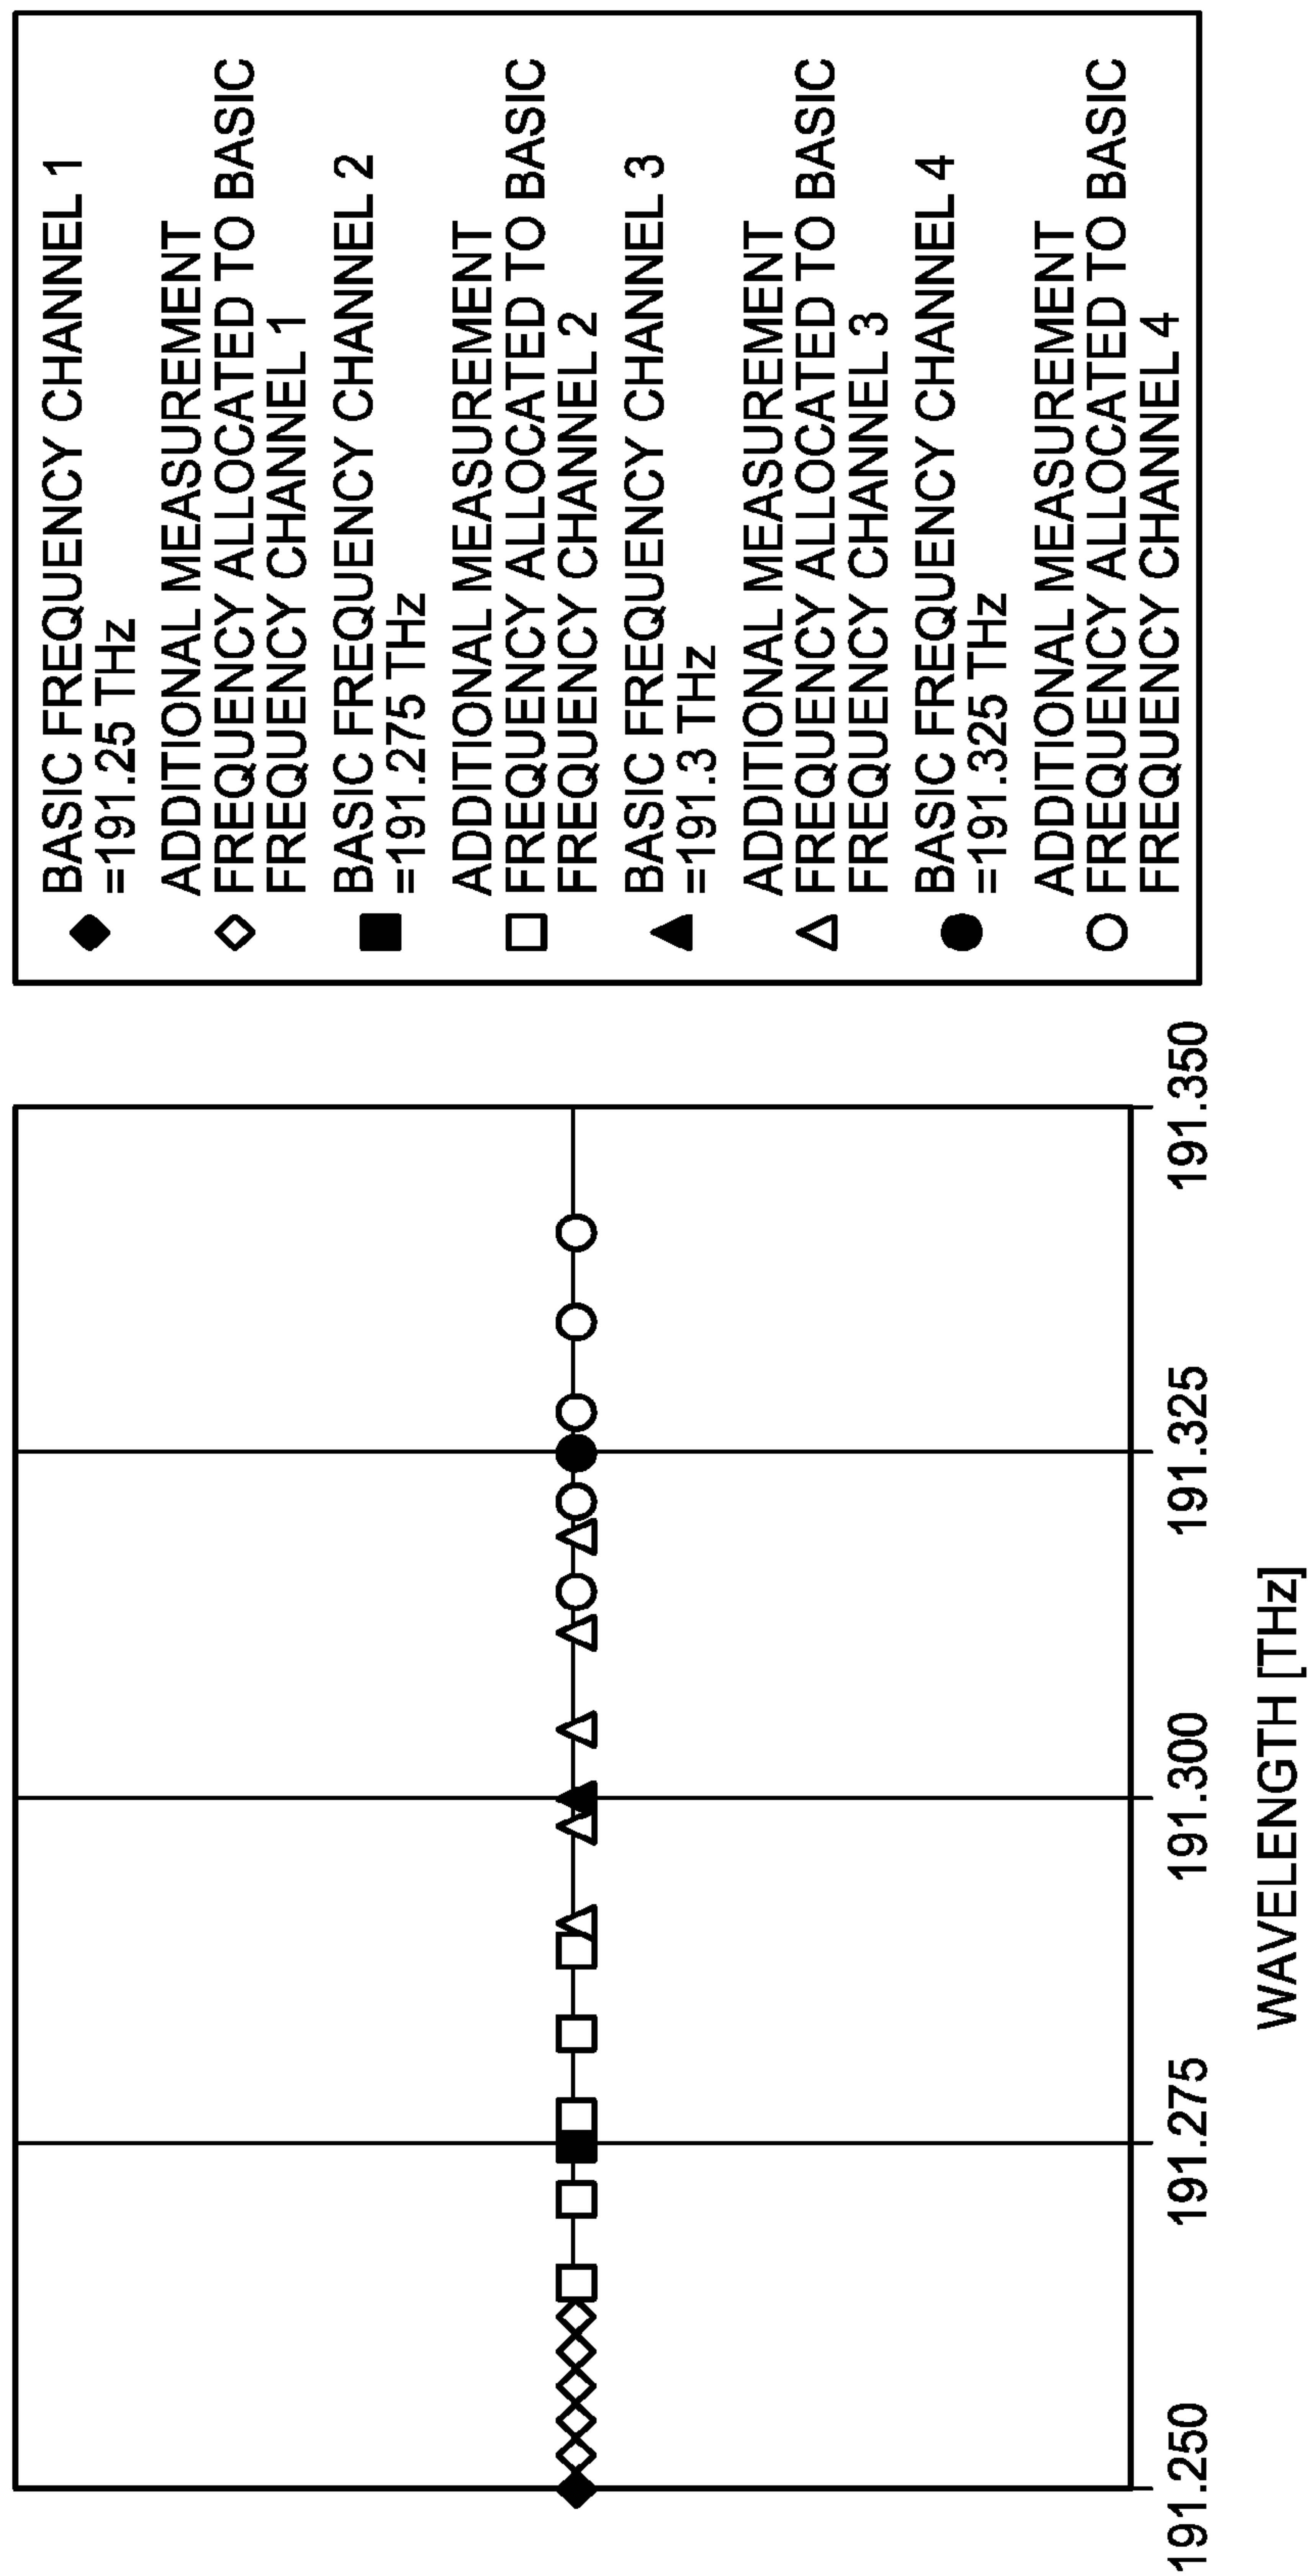 191.250
191.275
191.300
191.325
191.350
WAVELENGTH [THz]
BASIC FREQUENCY CHANNEL 1
=191.25 THz
ADDITIONAL MEASUREMENT
FREQUENCY ALLOCATED TO BASIC
FREQUENCY CHANNEL 1
BASIC FREQUENCY CHANNEL 2
=191.275 THz
ADDITIONAL MEASUREMENT
FREQUENCY ALLOCATED TO BASIC
FREQUENCY CHANNEL 2
BASIC FREQUENCY CHANNEL 3
=191.3 THz
ADDITIONAL MEASUREMENT
FREQUENCY ALLOCATED TO BASIC
FREQUENCY CHANNEL 3
BASIC FREQUENCY CHANNEL 4
=191.325 THz
ADDITIONAL MEASUREMENT
FREQUENCY ALLOCATED TO BASIC
FREQUENCY CHANNEL 4